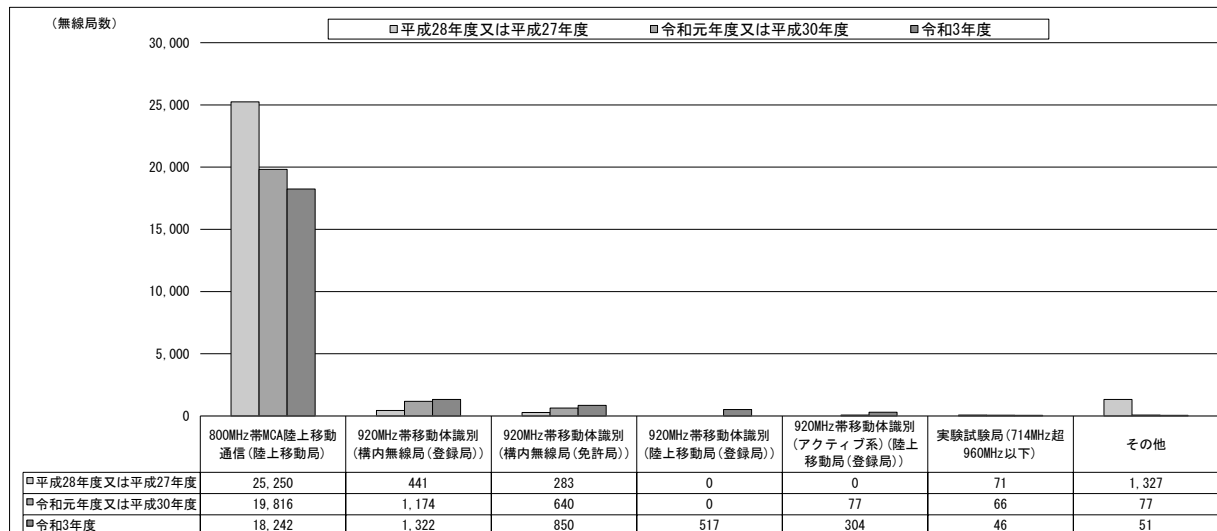 (無線局数)
□平成28年度又は平成27年度 ■令和元年度又は平成30年度 ■令和3年度
30,000
25,000
20,000
15,000
10,000
5,000
0
800MHz帯MCA陸上移動通信(陸上移動局) 920MHz帯移動体識別(構内無線局(登録局)) 920MHz帯移動体識別(構内無線局(免許局)) 920MHz帯移動体識別(陸上移動局(登録局)) 920MHz帯移動体識別(アクティブ系)(陸上移動局(登録局)) 実験試験局(714MHz超960MHz以下) その他
□平成28年度又は平成27年度 25,250 441 283 0 0 71 1,327
■令和元年度又は平成30年度 19,816 1,174 640 0 77 66 77
■令和3年度 18,242 1,322 850 517 304 46 51